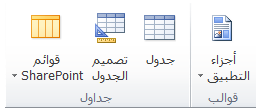 أجزاء
التطبيق
قوالب
جدول
تصميم
الجدول
قوائم
SharePoint
جداول